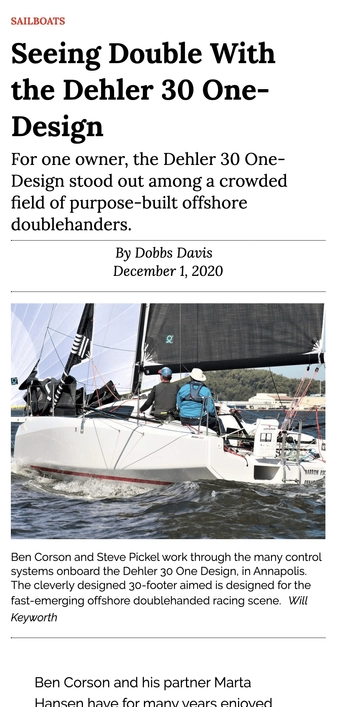 SAILBOATS
Seeing Double With
the Dehler 30 One-
Design
For one owner, the Dehler 30 One-
Design stood out among a crowded
field of purpose-built offshore
doublehanders.
By Dobbs Davis
December 1, 2020
Ben Corson and Steve Pickel work through the many control
systems onboard the Dehler 30 One Design, in Annapolis.
The cleverly designed 30-footer aimed is designed for the
fast-emerging offshore doublehanded racing scene. Will
Keyworth
Ben Corson and his partner Marta
Hansen have for many years enjoyed